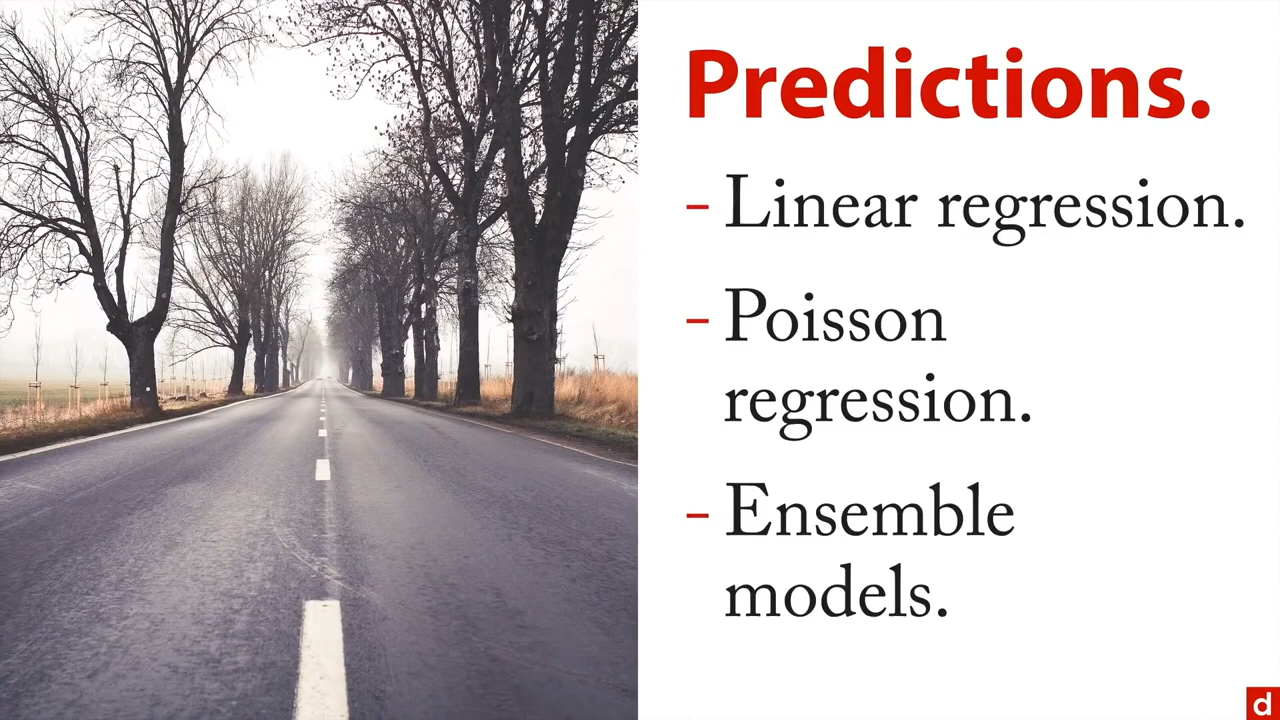 Predictions.
- Linear regression.
- Poisson
regression.
- Ensemble
models.
d